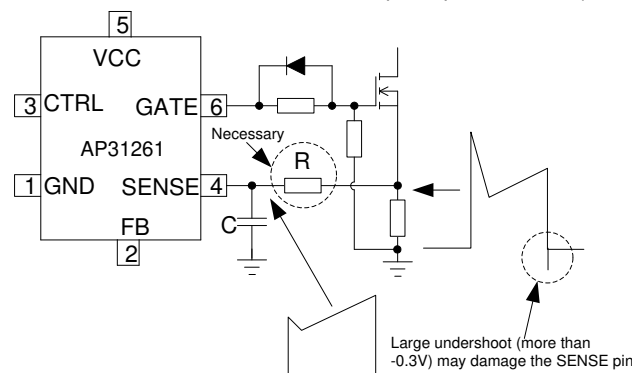 5
VCC
3 CTRL GATE 6
AP31261
Necessary
R
1 GND SENSE 4
FB
2
C
Large undershoot (more than
-0.3V) may damage the SENSE pin